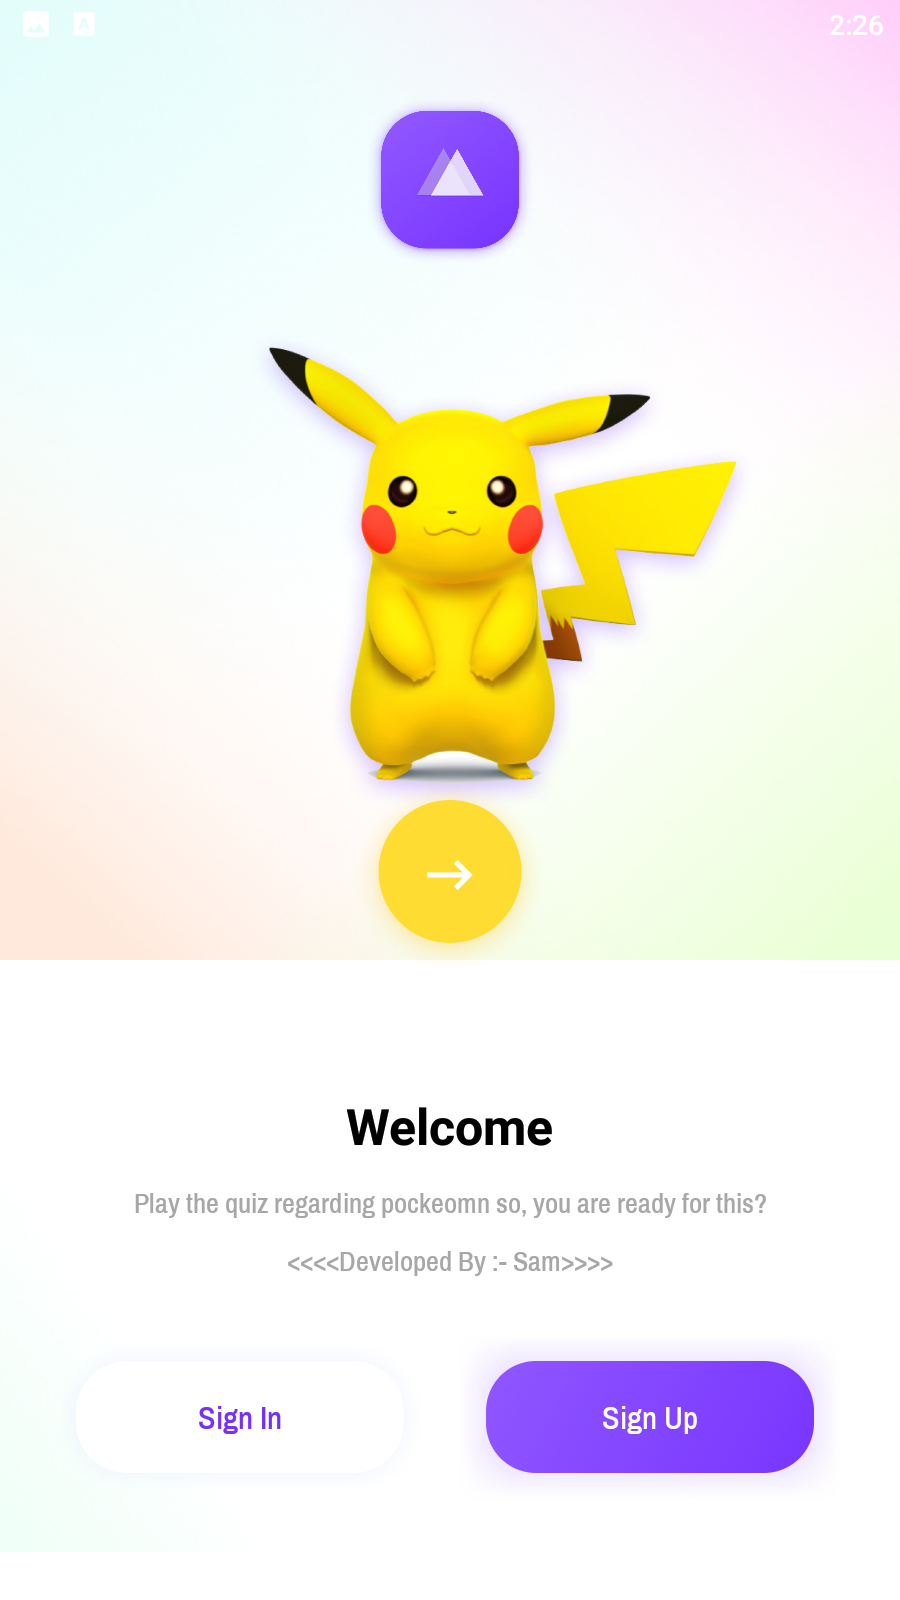 2:26
Welcome
Play the quiz regarding pockeomn so, you are ready for this?
<<<<Developed By :- Sam>>>>
Sign In
Sign Up